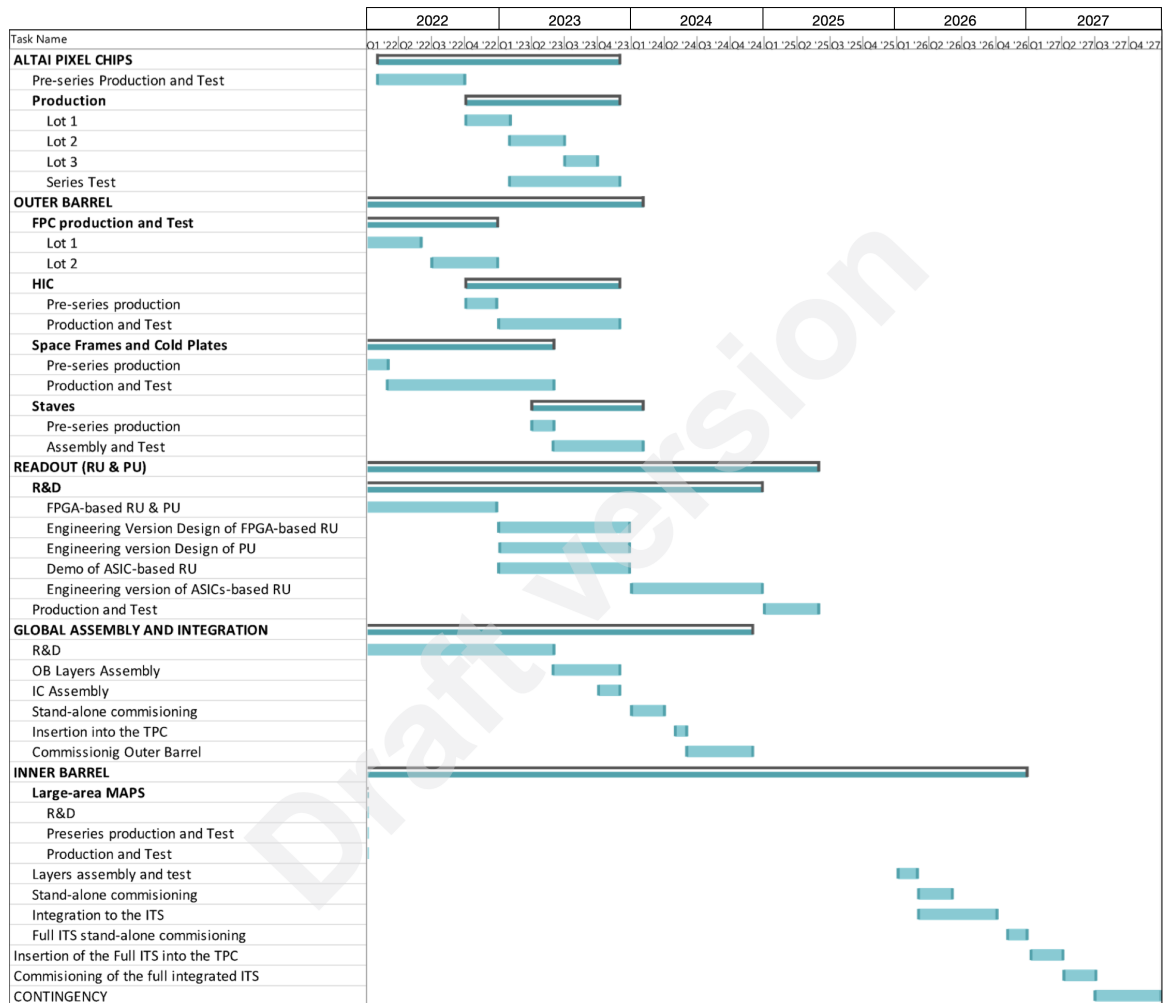 2022 2023 2024 2025 2026 2027
Task Name Q1 '22 Q2 '22 Q3 '22 Q4 '22 Q1 '23 Q2 '23 Q3 '23 Q4 '23 Q1 '24 Q2 '24 Q3 '24 Q4 '24 Q1 '25 Q2 '25 Q3 '25 Q4 '25 Q1 '26 Q2 '26 Q3 '26 Q4 '26 Q1 '27 Q2 '27 Q3 '27 Q4 '27
ALTAI PIXEL CHIPS
Pre-series Production and Test
Production
Lot 1
Lot 2
Lot 3
Series Test
OUTER BARREL
FPC production and Test
Lot 1
Lot 2
HIC
Pre-series production
Production and Test
Space Frames and Cold Plates
Pre-series production
Production and Test
Staves
Pre-series production
Assembly and Test
READOUT (RU & PU)
R&D
FPGA-based RU & PU
Engineering Version Design of FPGA-based RU
Engineering version Design of PU
Demo of ASIC-based RU
Engineering version of ASICs-based RU
Production and Test
GLOBAL ASSEMBLY AND INTEGRATION
R&D
OB Layers Assembly
IC Assembly
Stand-alone commisioning
Insertion into the TPC
Commissionig Outer Barrel
INNER BARREL
Large-area MAPS
R&D
Preseries production and Test
Production and Test
Layers assembly and test
Stand-alone commisioning
Integration to the ITS
Full ITS stand-alone commisioning
Insertion of the Full ITS into the TPC
Commisioning of the full integrated ITS
CONTINGENCY
Draft version